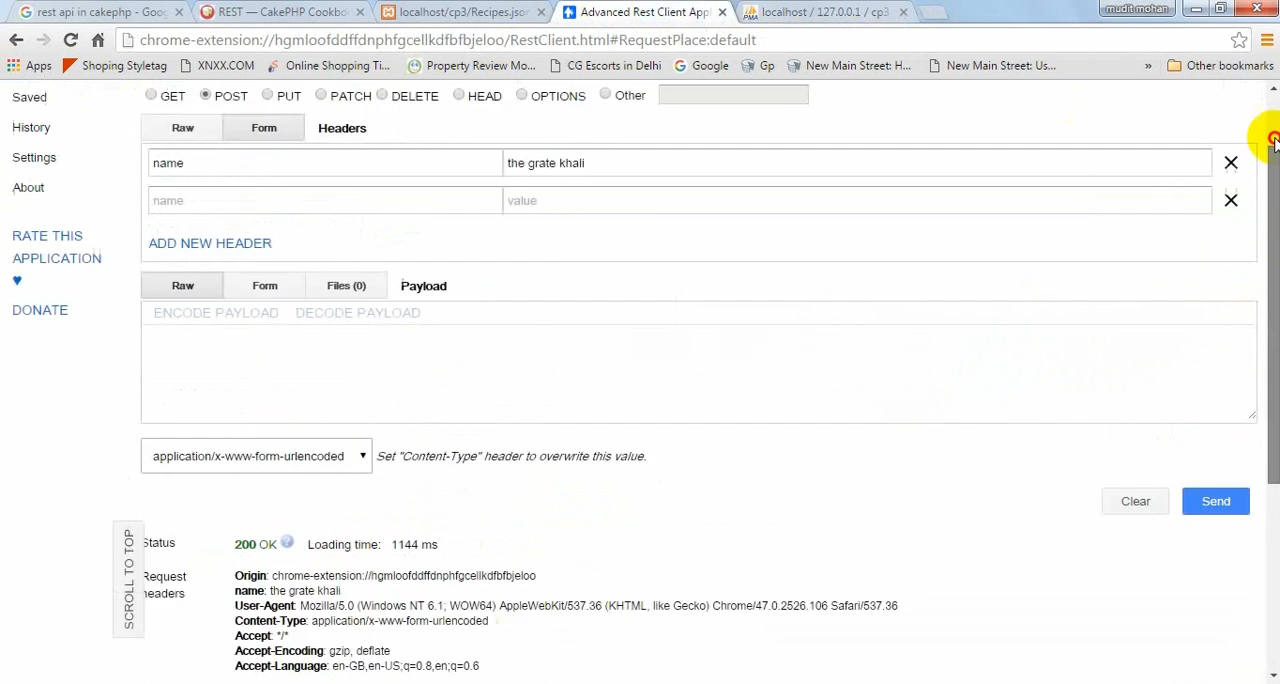 rest api in cakephp - Goog
REST — CakePHP Cookbo
localhost/cp3/Recipes.json
Advanced Rest Client Appl
localhost / 127.0.0.1 / cp3
mudit mohan
chrome-extension://hgmloofddffdnphfgcellkdfbfbjeloo/RestClient.html#RequestPlace:default
Apps
Shoping Styletag
XNXX.COM
Online Shopping Ti...
Property Review Mo...
CG Escorts in Delhi
Google
Gp
New Main Street: H...
New Main Street: Us...
»
Other bookmarks
Saved
GET POST PUT PATCH DELETE HEAD OPTIONS Other
History
Raw Form Headers
Settings
name the grate khali
About
name value
RATE THIS
APPLICATION
♥
DONATE
ADD NEW HEADER
Raw Form Files (0) Payload
ENCODE PAYLOAD DECODE PAYLOAD
application/x-www-form-urlencoded Set "Content-Type" header to overwrite this value.
Clear Send
SCROLL TO TOP
Status 200 OK Loading time: 1144 ms
Request
headers
Origin: chrome-extension://hgmloofddffdnphfgcellkdfbfbjeloo
name: the grate khali
User-Agent: Mozilla/5.0 (Windows NT 6.1; WOW64) AppleWebKit/537.36 (KHTML, like Gecko) Chrome/47.0.2526.106 Safari/537.36
Content-Type: application/x-www-form-urlencoded
Accept: */*
Accept-Encoding: gzip, deflate
Accept-Language: en-GB,en-US;q=0.8,en;q=0.6